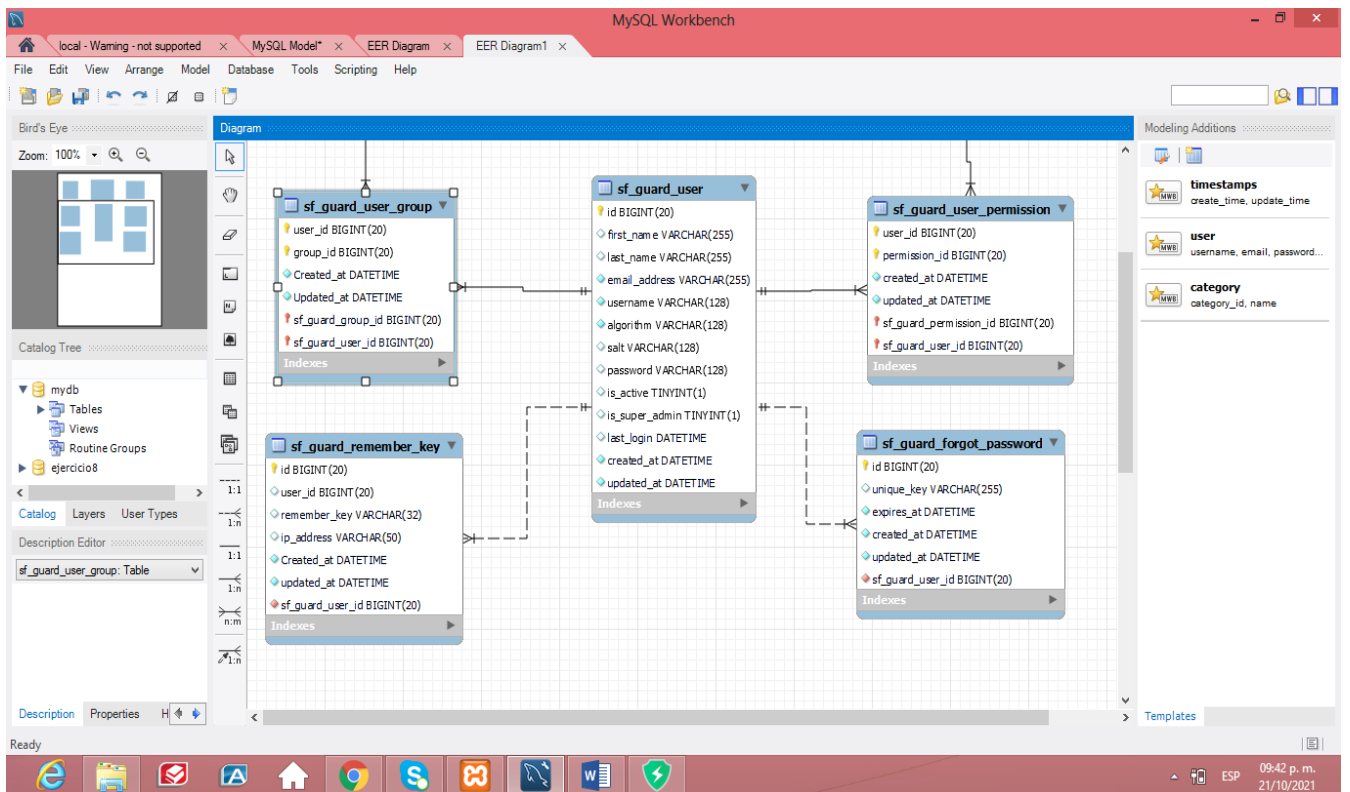 MySQL Workbench
local - Warning - not supported × MySQL Model* × EER Diagram × EER Diagram1 ×
File Edit View Arrange Model Database Tools Scripting Help
Bird's Eye
Zoom: 100%
Catalog Tree
mydb
Tables
Views
Routine Groups
ejercicio8
Catalog Layers User Types
Description Editor
sf_guard_user_group: Table
Description Properties H
Diagram
1:1
1:n
1:1
1:n
n:m
1:n
sf_guard_user_group
user_id BIGINT(20)
group_id BIGINT(20)
Created_at DATETIME
Updated_at DATETIME
sf_guard_group_id BIGINT(20)
sf_guard_user_id BIGINT(20)
Indexes
sf_guard_remember_key
id BIGINT(20)
user_id BIGINT(20)
remember_key VARCHAR(32)
ip_address VARCHAR(50)
Created_at DATETIME
updated_at DATETIME
sf_guard_user_id BIGINT(20)
Indexes
sf_guard_user
id BIGINT(20)
first_name VARCHAR(255)
last_name VARCHAR(255)
email_address VARCHAR(255)
username VARCHAR(128)
algorithm VARCHAR(128)
salt VARCHAR(128)
password VARCHAR(128)
is_active TINYINT(1)
is_super_admin TINYINT(1)
last_login DATETIME
created_at DATETIME
updated_at DATETIME
Indexes
sf_guard_user_permission
user_id BIGINT(20)
permission_id BIGINT(20)
created_at DATETIME
updated_at DATETIME
sf_guard_permission_id BIGINT(20)
sf_guard_user_id BIGINT(20)
Indexes
sf_guard_forgot_password
id BIGINT(20)
unique_key VARCHAR(255)
expires_at DATETIME
created_at DATETIME
updated_at DATETIME
sf_guard_user_id BIGINT(20)
Indexes
Modeling Additions
MWB
timestamps
create_time, update_time
MWB
user
username, email, password...
MWB
category
category_id, name
Templates
Ready
ESP
09:42 p. m.
21/10/2021